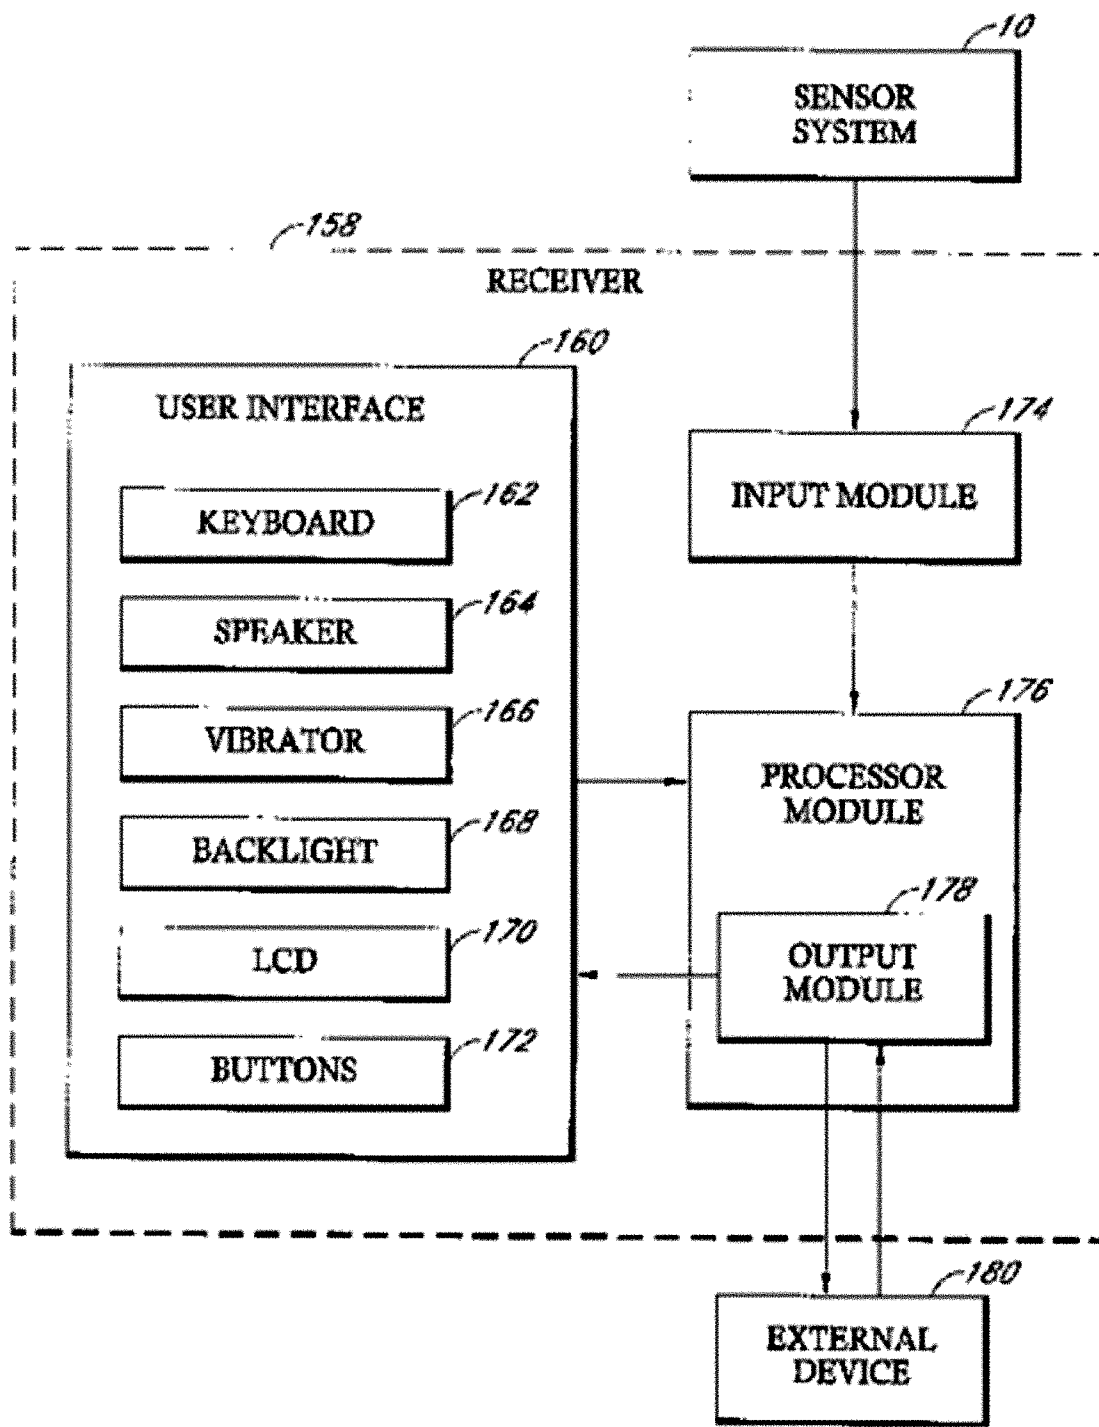 10
SENSOR
SYSTEM
158
RECEIVER
160
USER INTERFACE
174
INPUT MODULE
162
KEYBOARD
164
SPEAKER
166
VIBRATOR
168
BACKLIGHT
170
LCD
172
BUTTONS
176
PROCESSOR
MODULE
178
OUTPUT
MODULE
180
EXTERNAL
DEVICE